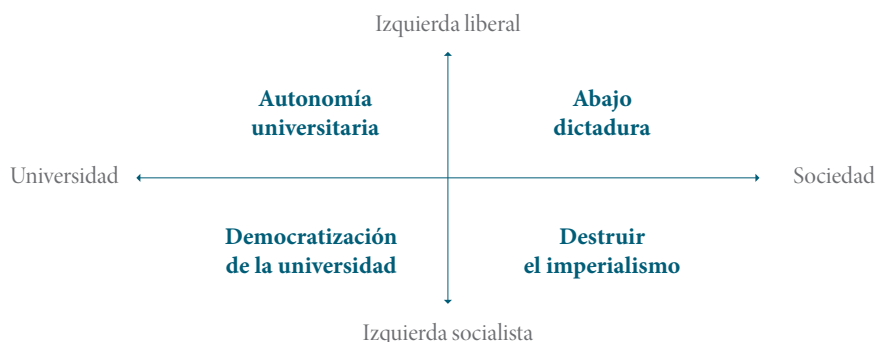 Izquierda liberal
Autonomía
universitaria
Abajo
dictadura
Universidad
Sociedad
Democratización
de la universidad
Destruir
el imperialismo
Izquierda socialista